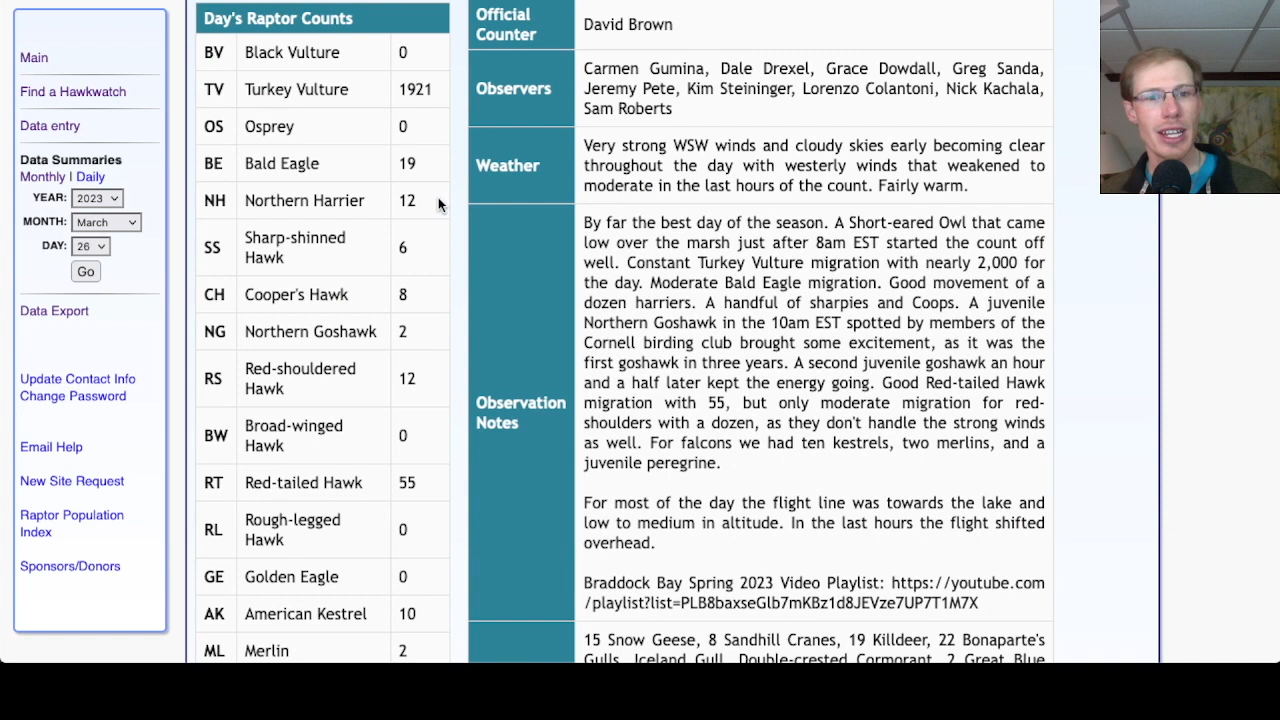 Main
Find a Hawkwatch
Data entry
Data Summaries
Monthly | Daily
YEAR: 2023
MONTH: March
DAY: 26
Go
Data Export
Update Contact Info
Change Password
Email Help
New Site Request
Raptor Population
Index
Sponsors/Donors
Day's Raptor Counts
BV Black Vulture 0
TV Turkey Vulture 1921
OS Osprey 0
BE Bald Eagle 19
NH Northern Harrier 12
SS Sharp-shinned
Hawk 6
CH Cooper's Hawk 8
NG Northern Goshawk 2
RS Red-shouldered
Hawk 12
BW Broad-winged
Hawk 0
RT Red-tailed Hawk 55
RL Rough-legged
Hawk 0
GE Golden Eagle 0
AK American Kestrel 10
ML Merlin 2
Official
Counter
David Brown
Observers
Carmen Gumina, Dale Drexel, Grace Dowdall, Greg Sanda,
Jeremy Pete, Kim Steininger, Lorenzo Colantoni, Nick Kachala,
Sam Roberts
Weather
Very strong WSW winds and cloudy skies early becoming clear
throughout the day with westerly winds that weakened to
moderate in the last hours of the count. Fairly warm.
Observation
Notes
By far the best day of the season. A Short-eared Owl that came
low over the marsh just after 8am EST started the count off
well. Constant Turkey Vulture migration with nearly 2,000 for
the day. Moderate Bald Eagle migration. Good movement of a
dozen harriers. A handful of sharpies and Coops. A juvenile
Northern Goshawk in the 10am EST spotted by members of the
Cornell birding club brought some excitement, as it was the
first goshawk in three years. A second juvenile goshawk an hour
and a half later kept the energy going. Good Red-tailed Hawk
migration with 55, but only moderate migration for red-
shoulders with a dozen, as they don't handle the strong winds
as well. For falcons we had ten kestrels, two merlins, and a
juvenile peregrine.
For most of the day the flight line was towards the lake and
low to medium in altitude. In the last hours the flight shifted
overhead.
Braddock Bay Spring 2023 Video Playlist: https://youtube.com
/playlist?list=PLB8baxseGlb7mKBz1d8JEVze7UP7T1M7X
15 Snow Geese, 8 Sandhill Cranes, 19 Killdeer, 22 Bonaparte's
Gulls, Iceland Gull, Double-crested Cormorant, 2 Great Blue